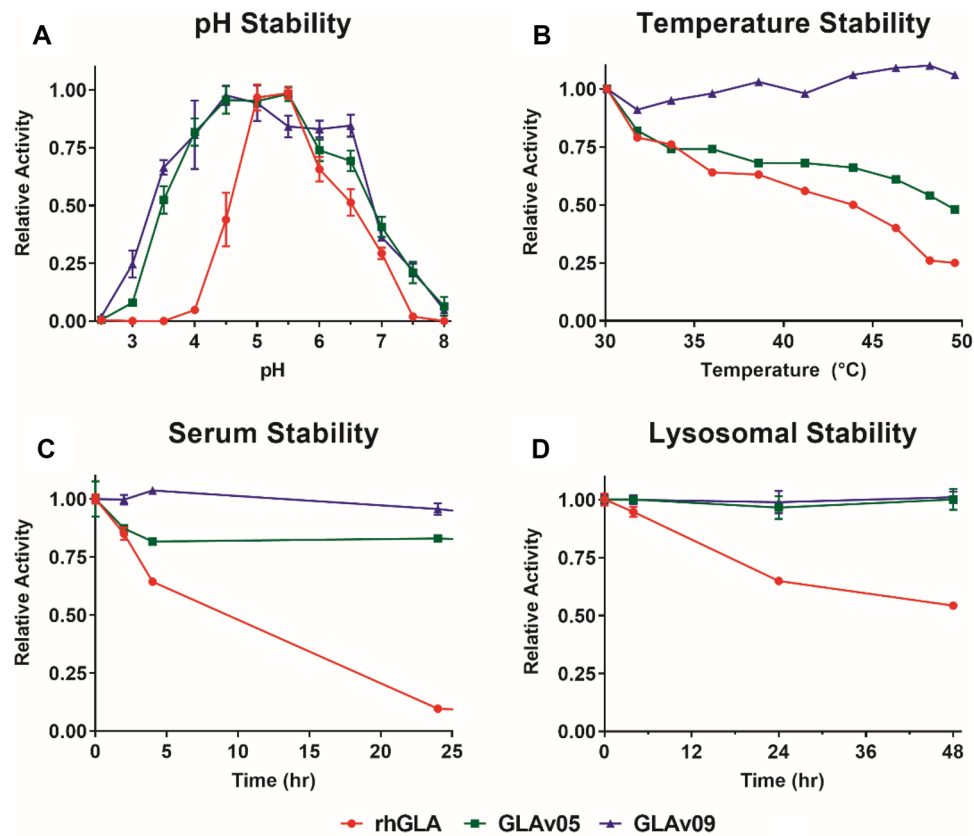 A
pH Stability
Relative Activity
1.00
0.75
0.50
0.25
0.00
3 4 5 6 7 8
pH
B
Temperature Stability
Relative Activity
1.00
0.75
0.50
0.25
0.00
30 35 40 45 50
Temperature (°C)
C
Serum Stability
Relative Activity
1.00
0.75
0.50
0.25
0.00
0 5 10 15 20 25
Time (hr)
D
Lysosomal Stability
Relative Activity
1.00
0.75
0.50
0.25
0.00
0 12 24 36 48
Time (hr)
rhGLA GLAv05 GLAv09